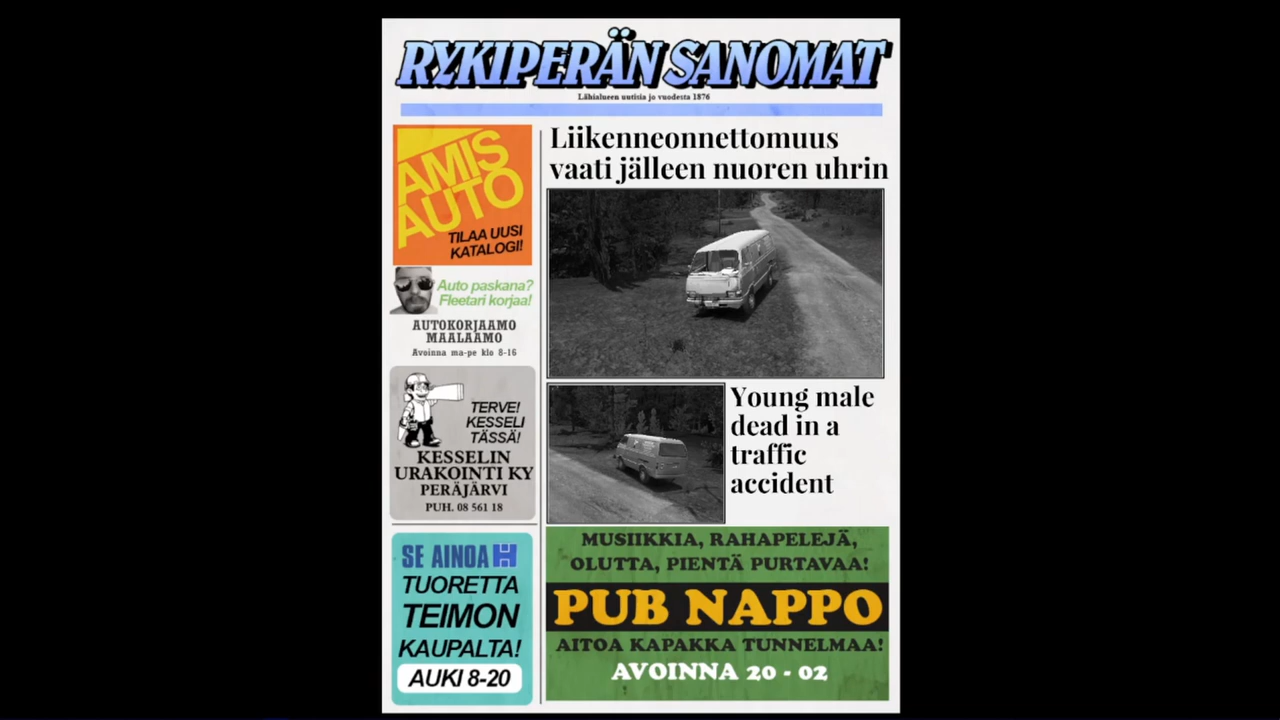 RYKIPERÄN SANOMAT
Lähialueen uutisia jo vuodesta 1876
AMIS
AUTO
TILAA UUSI
KATALOGI!
Auto paskana?
Fleetari korjaa!
AUTOKORJAAMO
MAALAAMO
Avoinna ma-pe klo 8-16
TERVE!
KESSELI
TÄSSÄ!
KESSELIN
URAKOINTI KY
PERÄJÄRVI
PUH. 08 561 18
SE AINOA H
TUORETTA
TEIMON
KAUPALTA!
AUKI 8-20
Liikenneonnettomuus
vaati jälleen nuoren uhrin
Young male
dead in a
traffic
accident
MUSIIKKIA, RAHAPELEJÄ,
OLUTTA, PIENTÄ PURTAVAA!
PUB NAPPO
AITOA KAPAKKA TUNNELMAA!
AVOINNA 20 - 02